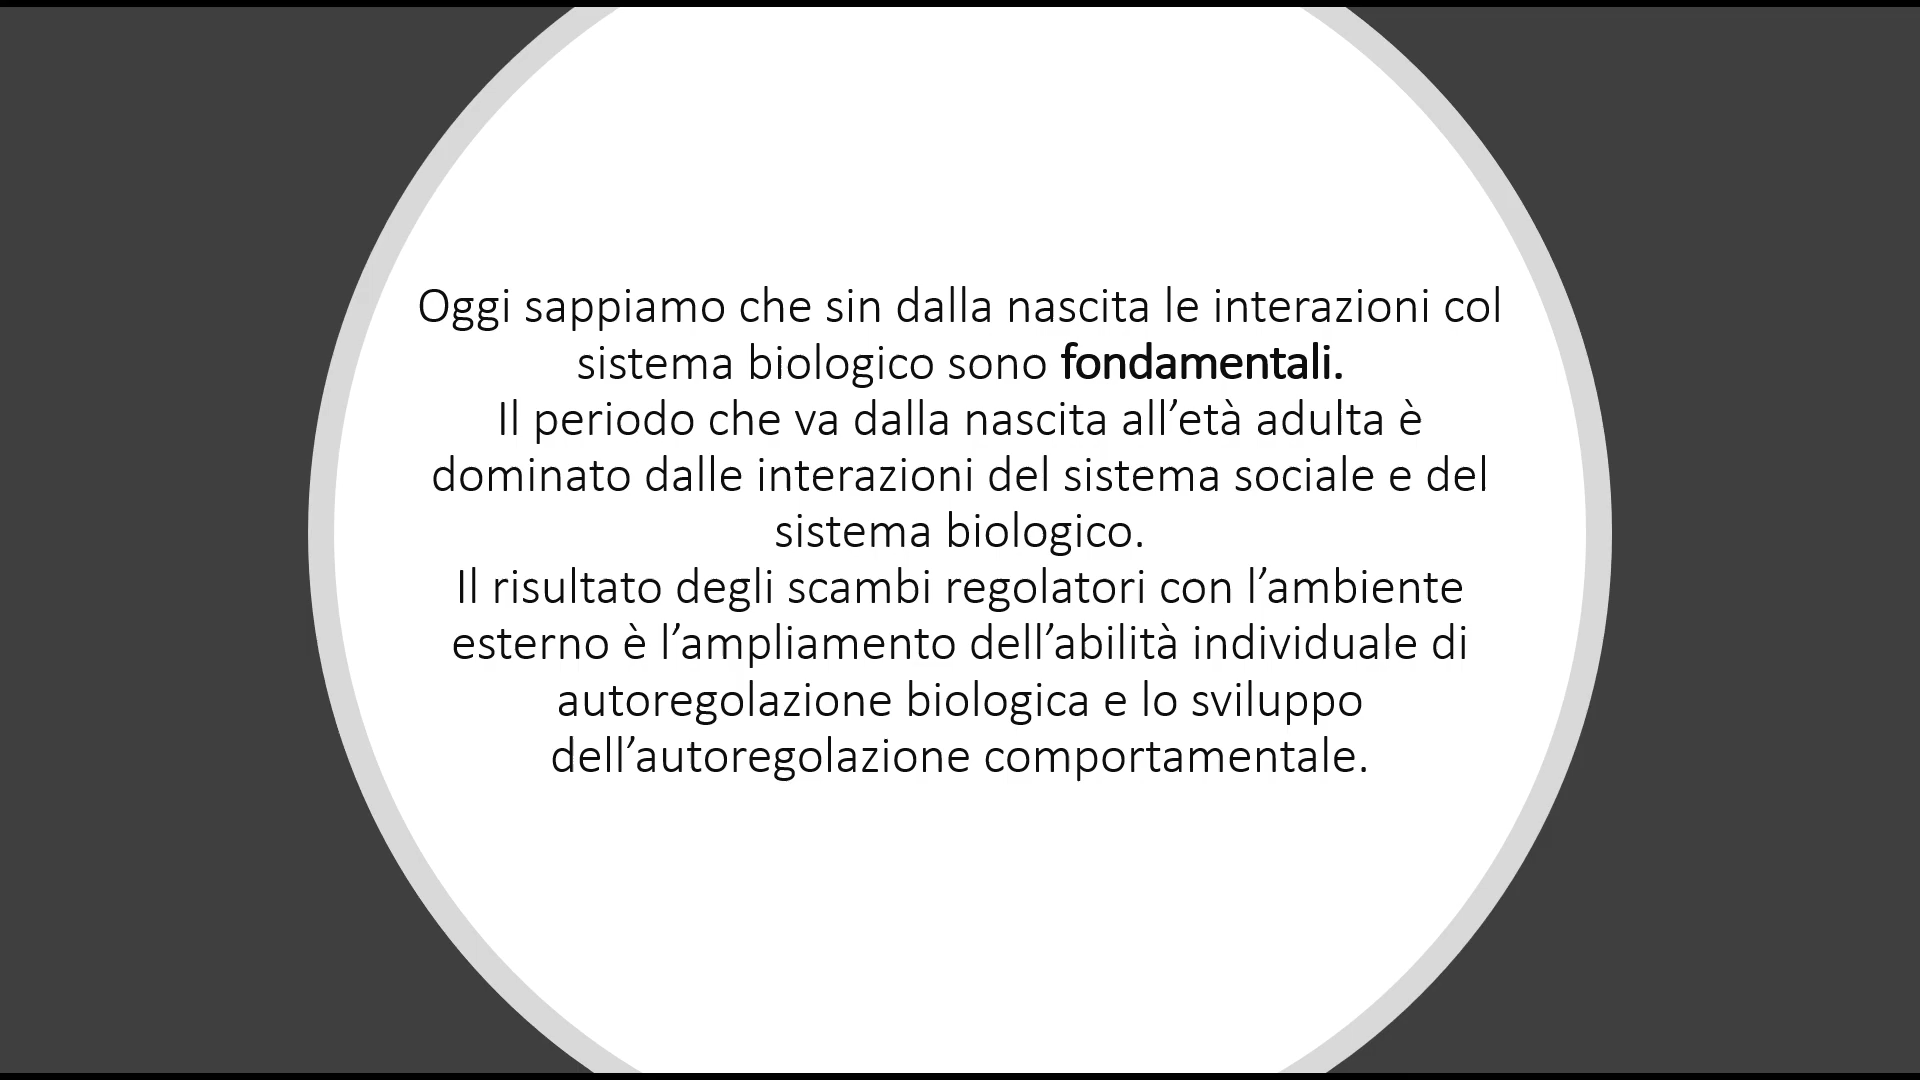 Oggi sappiamo che sin dalla nascita le interazioni col
sistema biologico sono fondamentali.
Il periodo che va dalla nascita all’età adulta è
dominato dalle interazioni del sistema sociale e del
sistema biologico.
Il risultato degli scambi regolatori con l’ambiente
esterno è l’ampliamento dell’abilità individuale di
autoregolazione biologica e lo sviluppo
dell’autoregolazione comportamentale.